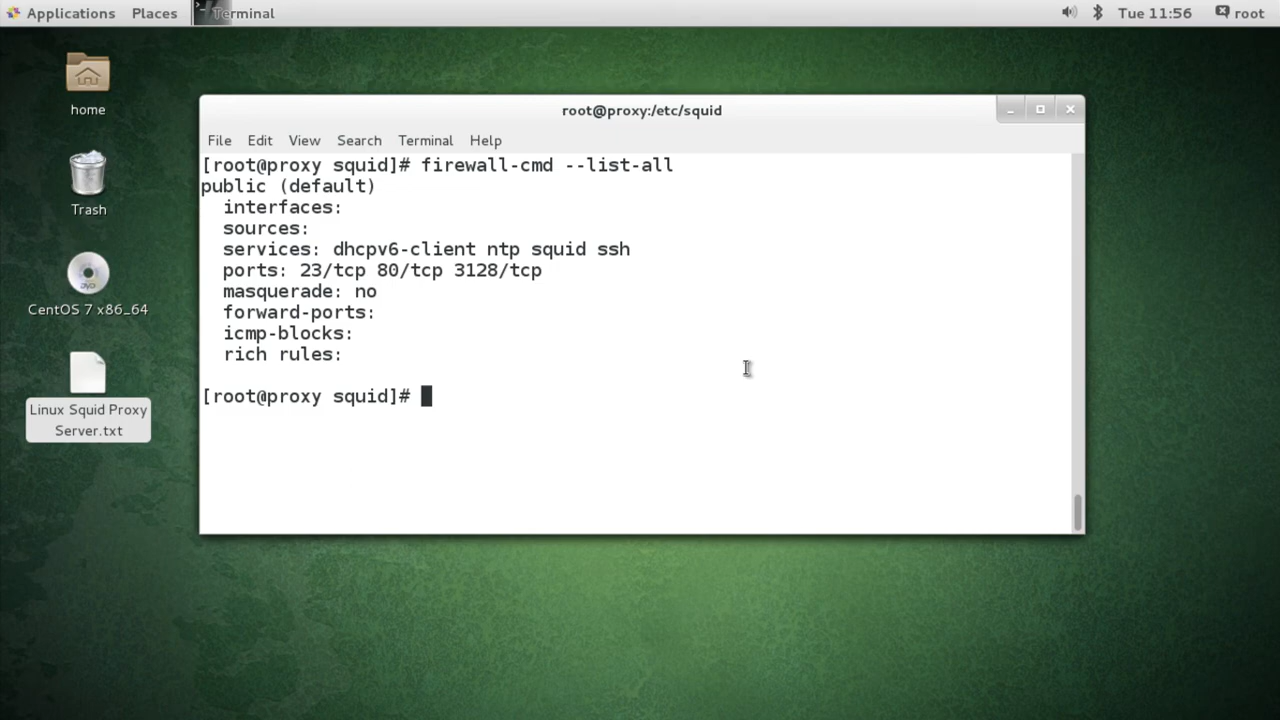 Applications Places Terminal Tue 11:56 root
home
Trash
CentOS 7 x86_64
Linux Squid Proxy
Server.txt
root@proxy:/etc/squid
File Edit View Search Terminal Help
[root@proxy squid]# firewall-cmd --list-all
public (default)
  interfaces:
  sources:
  services: dhcpv6-client ntp squid ssh
  ports: 23/tcp 80/tcp 3128/tcp
  masquerade: no
  forward-ports:
  icmp-blocks:
  rich rules:
[root@proxy squid]#